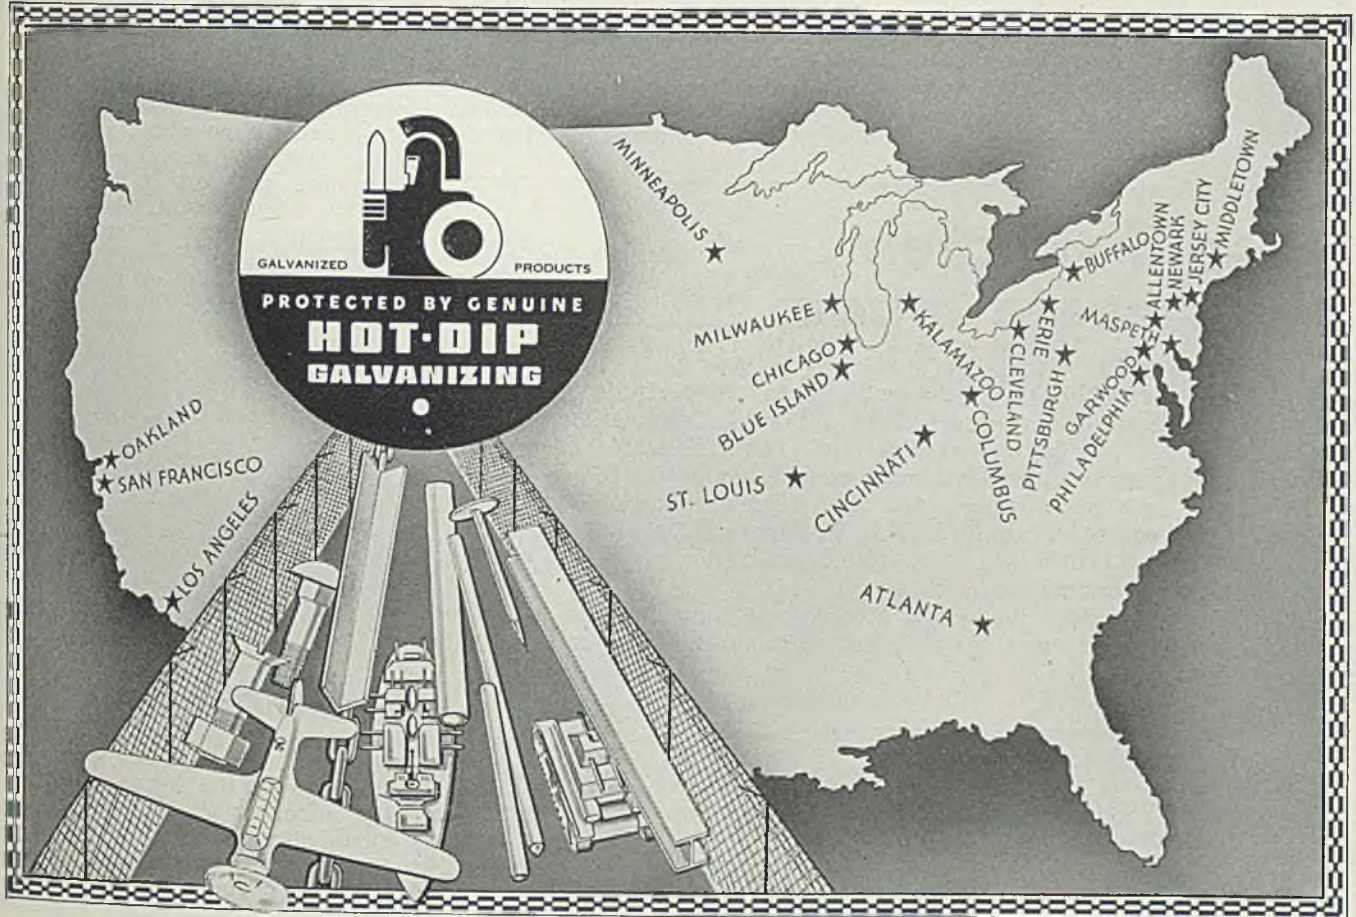 GALVANIZED PRODUCTS
PROTECTED BY GENUINE
HOT·DIP
GALVANIZING
MINNEAPOLIS
MILWAUKEE
CHICAGO
BLUE ISLAND
ST. LOUIS
CINCINNATI
ATLANTA
KALAMAZOO
COLUMBUS
CLEVELAND
ERIE
PITTSBURGH
BUFFALO
MASPETH
GARWOOD
PHILADELPHIA
ALLENTOWN
NEWARK
JERSEY CITY
MIDDLETOWN
OAKLAND
SAN FRANCISCO
LOS ANGELES